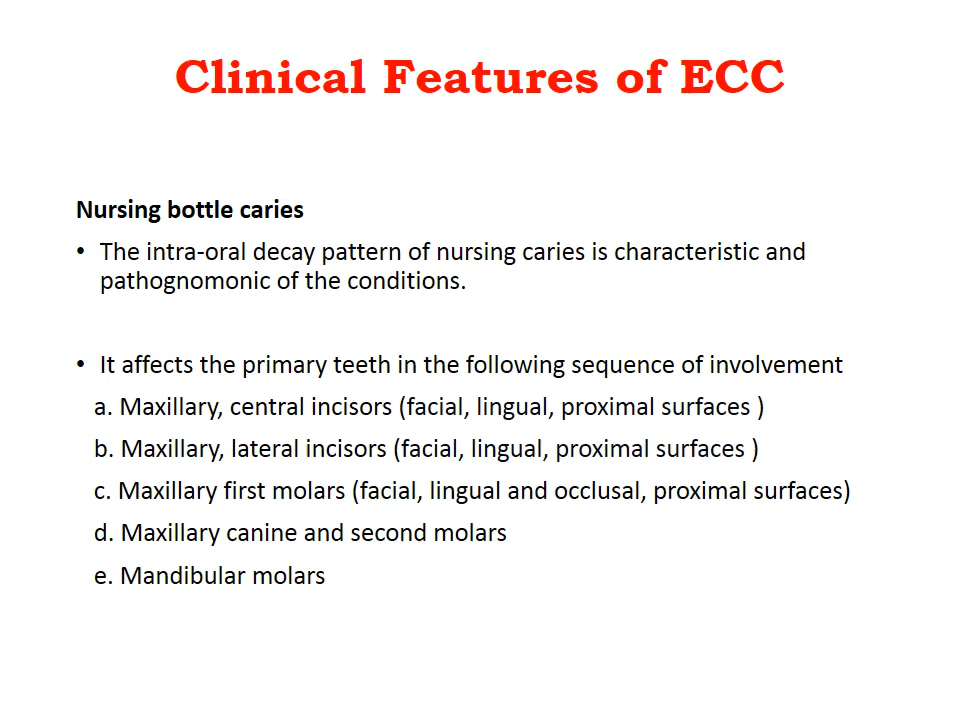 Clinical Features of ECC
Nursing bottle caries
• The intra-oral decay pattern of nursing caries is characteristic and
pathognomonic of the conditions.
• It affects the primary teeth in the following sequence of involvement
a. Maxillary, central incisors (facial, lingual, proximal surfaces )
b. Maxillary, lateral incisors (facial, lingual, proximal surfaces )
c. Maxillary first molars (facial, lingual and occlusal, proximal surfaces)
d. Maxillary canine and second molars
e. Mandibular molars